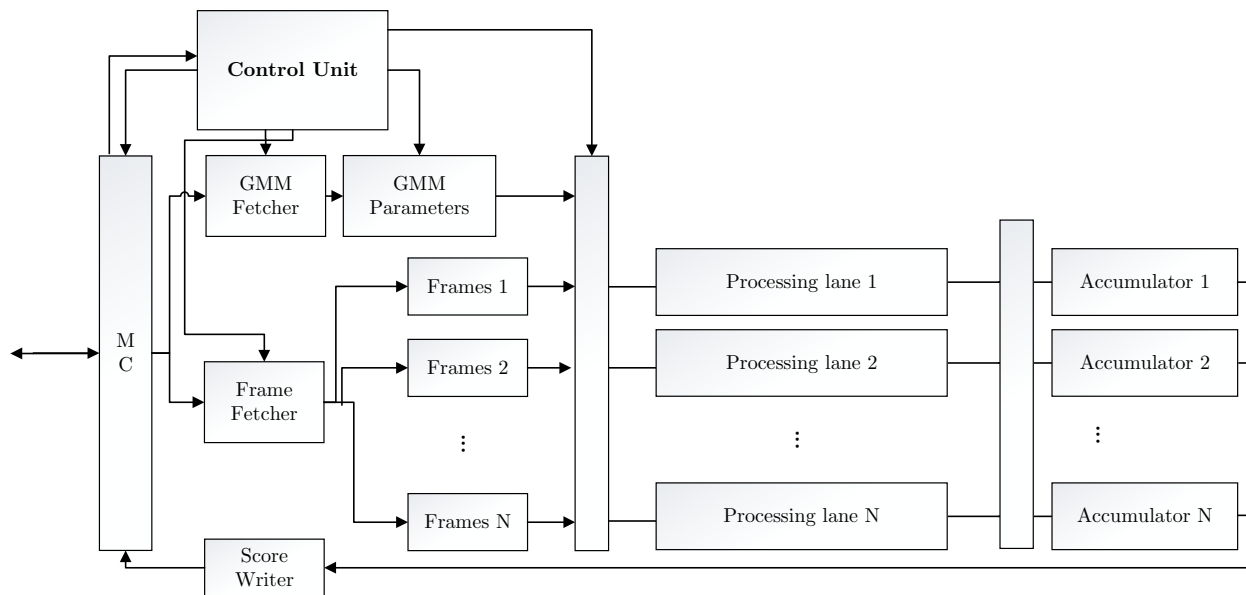 Control Unit
GMM
Fetcher
GMM
Parameters
Frames 1
Processing lane 1
Accumulator 1
M
C
Frames 2
Processing lane 2
Accumulator 2
Frame
Fetcher
⋮
⋮
⋮
Frames N
Processing lane N
Accumulator N
Score
Writer